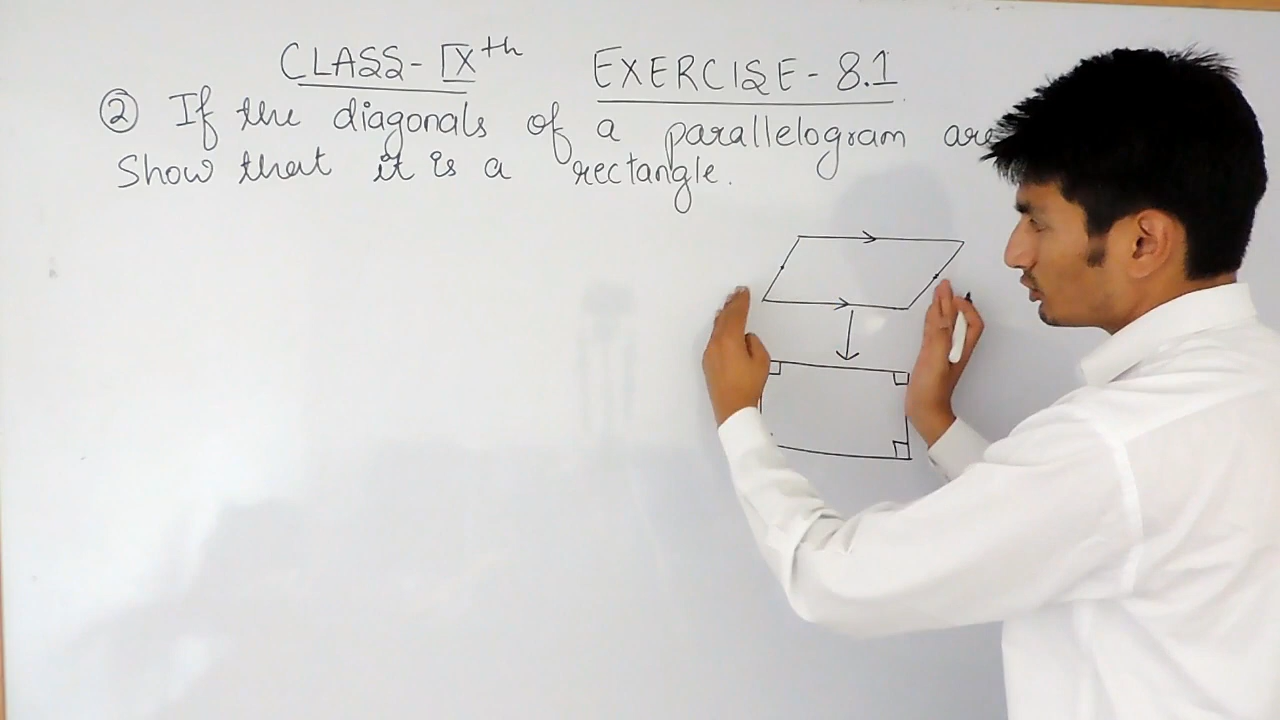 CLASS-IXth EXERCISE-8.1
② If the diagonals of a parallelogram are
Show that it is a rectangle.